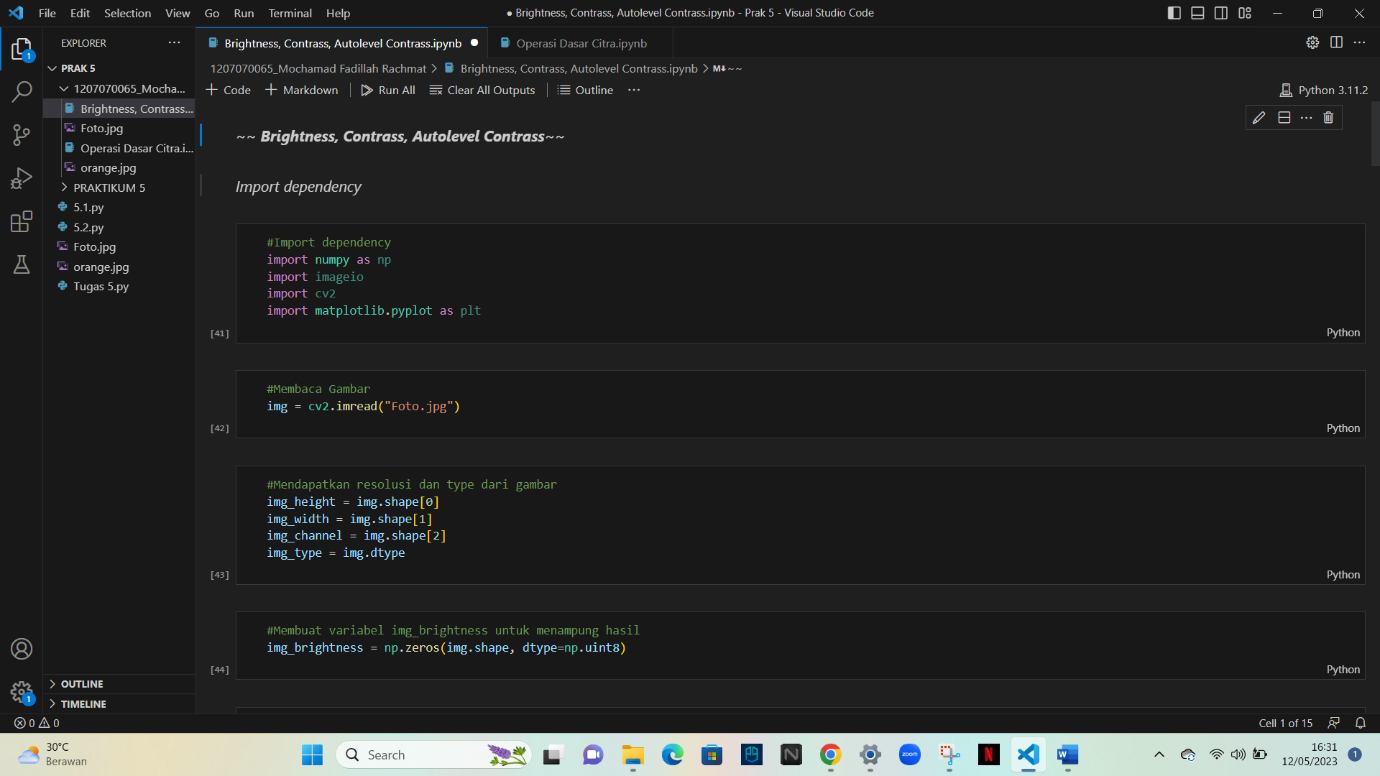 File Edit Selection View Go Run Terminal Help ● Brightness, Contrass, Autolevel Contrass.ipynb - Prak 5 - Visual Studio Code
EXPLORER ···
Brightness, Contrass, Autolevel Contrass.ipynb ●
Operasi Dasar Citra.ipynb
1207070065_Mochamad Fadillah Rachmat > Brightness, Contrass, Autolevel Contrass.ipynb > M↓~~
+ Code + Markdown Run All Clear All Outputs Outline ··· Python 3.11.2
PRAK 5
1207070065_Mocha...
Brightness, Contrass...
Foto.jpg
Operasi Dasar Citra.i...
orange.jpg
PRAKTIKUM 5
5.1.py
5.2.py
Foto.jpg
orange.jpg
Tugas 5.py
OUTLINE
TIMELINE
~~ Brightness, Contrass, Autolevel Contrass~~
Import dependency
#Import dependency
import numpy as np
import imageio
import cv2
import matplotlib.pyplot as plt
[41] Python
#Membaca Gambar
img = cv2.imread("Foto.jpg")
[42] Python
#Mendapatkan resolusi dan type dari gambar
img_height = img.shape[0]
img_width = img.shape[1]
img_channel = img.shape[2]
img_type = img.dtype
[43] Python
#Membuat variabel img_brightness untuk menampung hasil
img_brightness = np.zeros(img.shape, dtype=np.uint8)
[44] Python
1
1
0 0 Cell 1 of 15
30°C
Berawan
Search
zoom
N
16:31
12/05/2023
1